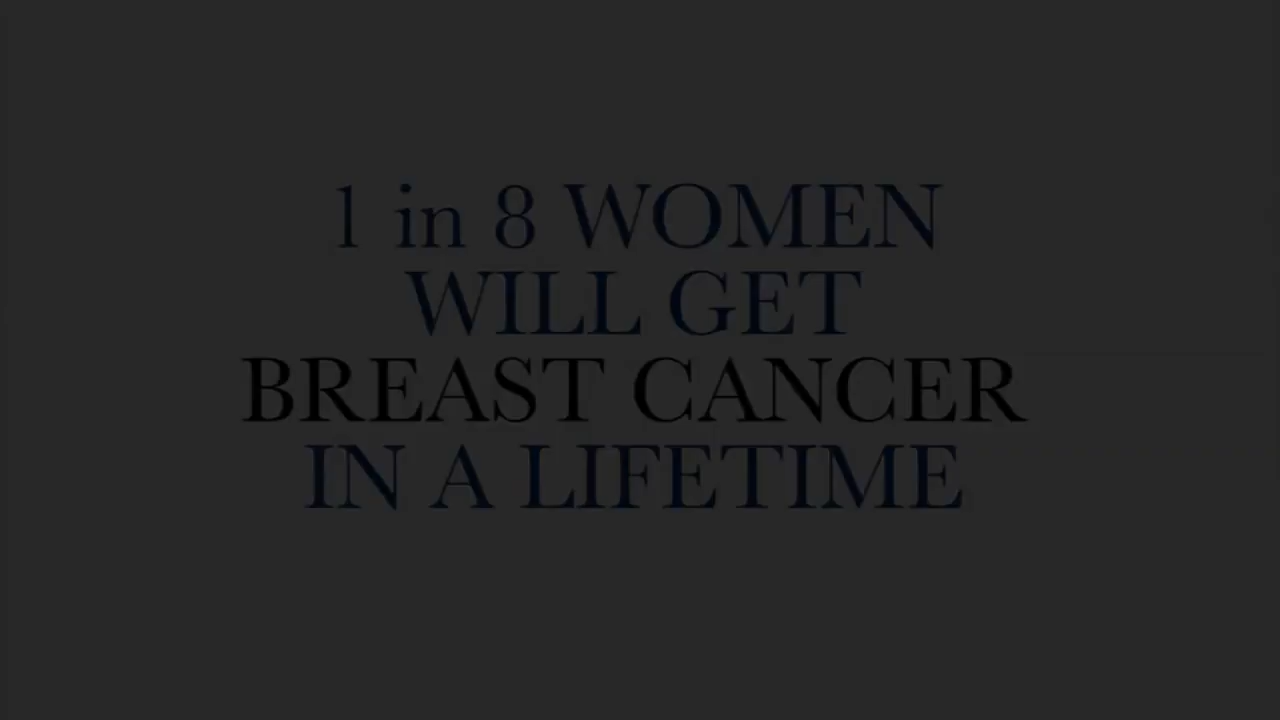 1 in 8 WOMEN
WILL GET
BREAST CANCER
IN A LIFETIME